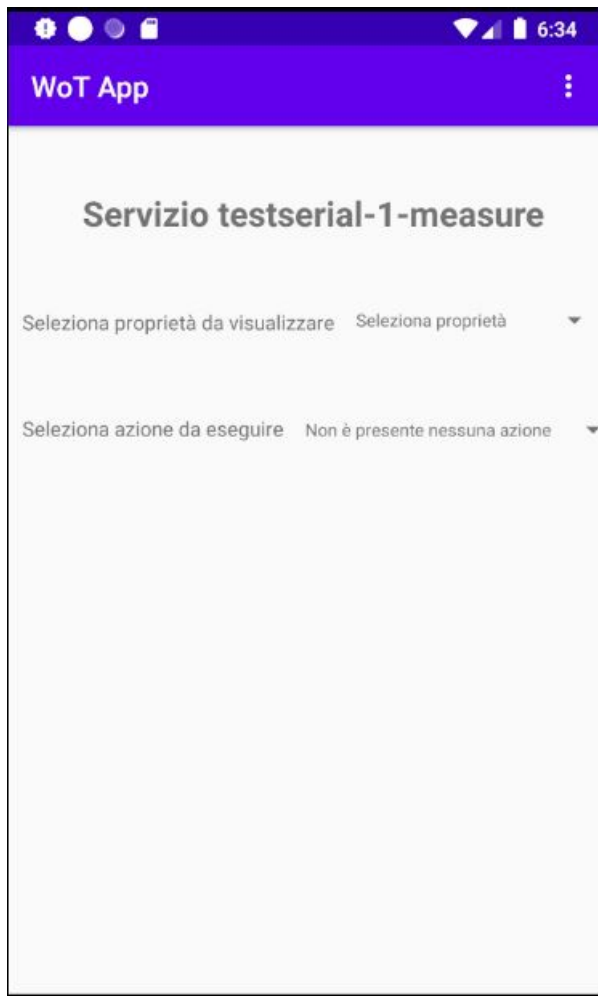 6:34
WoT App
Servizio testserial-1-measure
Seleziona proprietà da visualizzare Seleziona proprietà
Seleziona azione da eseguire Non è presente nessuna azione